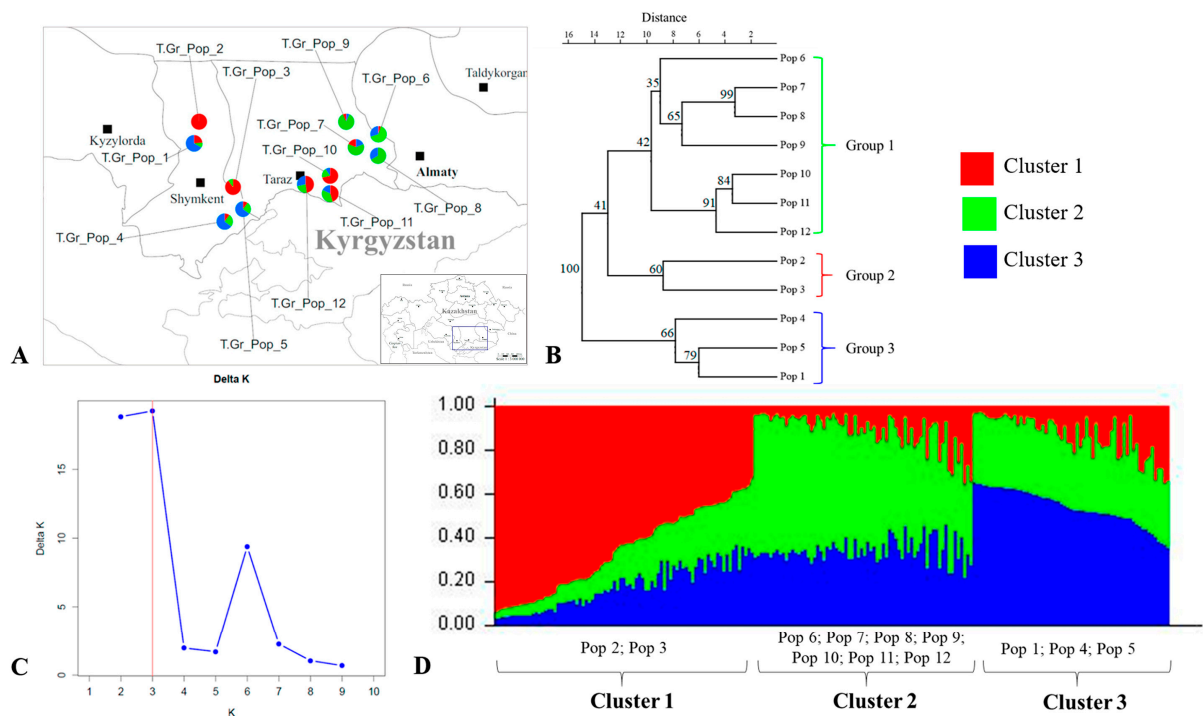 T.Gr_Pop_9
T.Gr_Pop_2
T.Gr_Pop_3
T.Gr_Pop_6
Taldykorgan
T.Gr_Pop_7
Kyzylorda
T.Gr_Pop_1
T.Gr_Pop_10
Almaty
Taraz
Shymkent
T.Gr_Pop_8
T.Gr_Pop_11
T.Gr_Pop_4
Kyrgyzstan
T.Gr_Pop_12
Kazakhstan
T.Gr_Pop_5
A
Distance
16 14 12 10 8 6 4 2
B
Pop 6
35
99
Pop 7
Pop 8
65
Pop 9
42
Group 1
84
Pop 10
91
Pop 11
Pop 12
41
Pop 2
60
Group 2
Pop 3
100
Pop 4
66
Pop 5
Group 3
79
Pop 1
Cluster 1
Cluster 2
Cluster 3
Delta K
Delta K
15
10
5
0
1 2 3 4 5 6 7 8 9 10
K
C
1.00
0.80
0.60
0.40
0.20
0.00
D
Pop 2; Pop 3
Pop 6; Pop 7; Pop 8; Pop 9;
Pop 10; Pop 11; Pop 12
Pop 1; Pop 4; Pop 5
Cluster 1
Cluster 2
Cluster 3